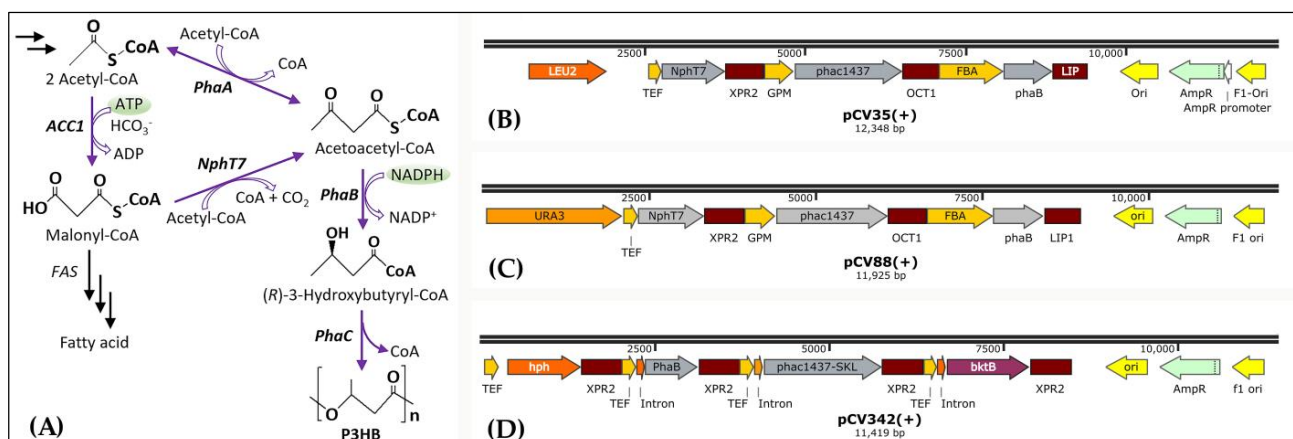 O
S CoA
2 Acetyl-CoA
Acetyl-CoA
CoA
PhaA
ATP
ACC1
HCO3-
ADP
O
O
S CoA
Acetoacetyl-CoA
NphT7
CoA + CO2
Acetyl-CoA
O
O
HO
S CoA
Malonyl-CoA
PhaB
NADPH
NADP+
FAS
Fatty acid
OH
O
CoA
(R)-3-Hydroxybutyryl-CoA
PhaC
CoA
O
O
n
P3HB
(A)
2500
5000
7500
10,000
LEU2
NphT7
phac1437
FBA
phaB
LIP
TEF
XPR2
GPM
OCT1
Ori
AmpR
F1-Ori
AmpR promoter
(B)
pCV35(+)
12,348 bp
2500
5000
7500
10,000
URA3
NphT7
phac1437
FBA
ori
TEF
XPR2
GPM
OCT1
phaB
LIP1
AmpR
F1 ori
(C)
pCV88(+)
11,925 bp
2500
5000
7500
10,000
hph
PhaB
phac1437-SKL
bktB
ori
TEF
XPR2
XPR2
XPR2
XPR2
AmpR
f1 ori
TEF
Intron
TEF
Intron
TEF
Intron
(D)
pCV342(+)
11,419 bp